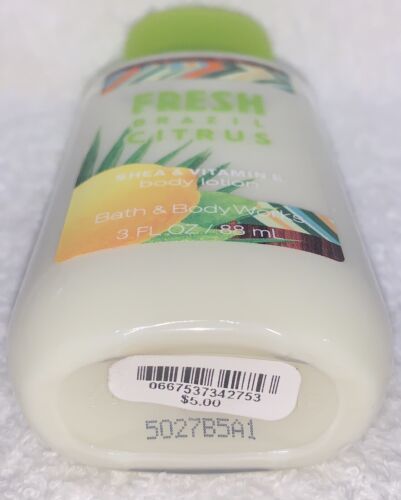 FRESH
BRAZIL
CITRUS
SHEA & VITAMIN E
body lotion
Bath & Body Works
3 FL OZ / 88 mL
0667537342753
$5.00
5027B5A1